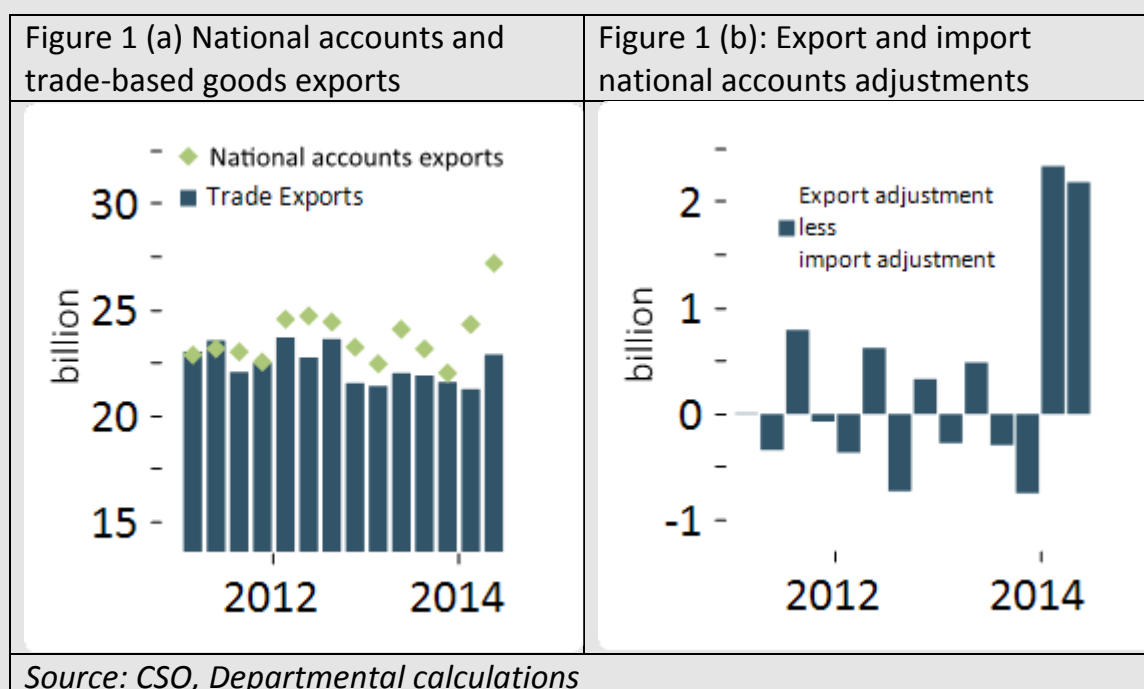 Figure 1 (a) National accounts and
trade-based goods exports
Figure 1 (b): Export and import
national accounts adjustments
National accounts exports
Trade Exports
30
25
20
15
billion
2012
2014
Export adjustment
less
import adjustment
2
1
0
-1
billion
2012
2014
Source: CSO, Departmental calculations